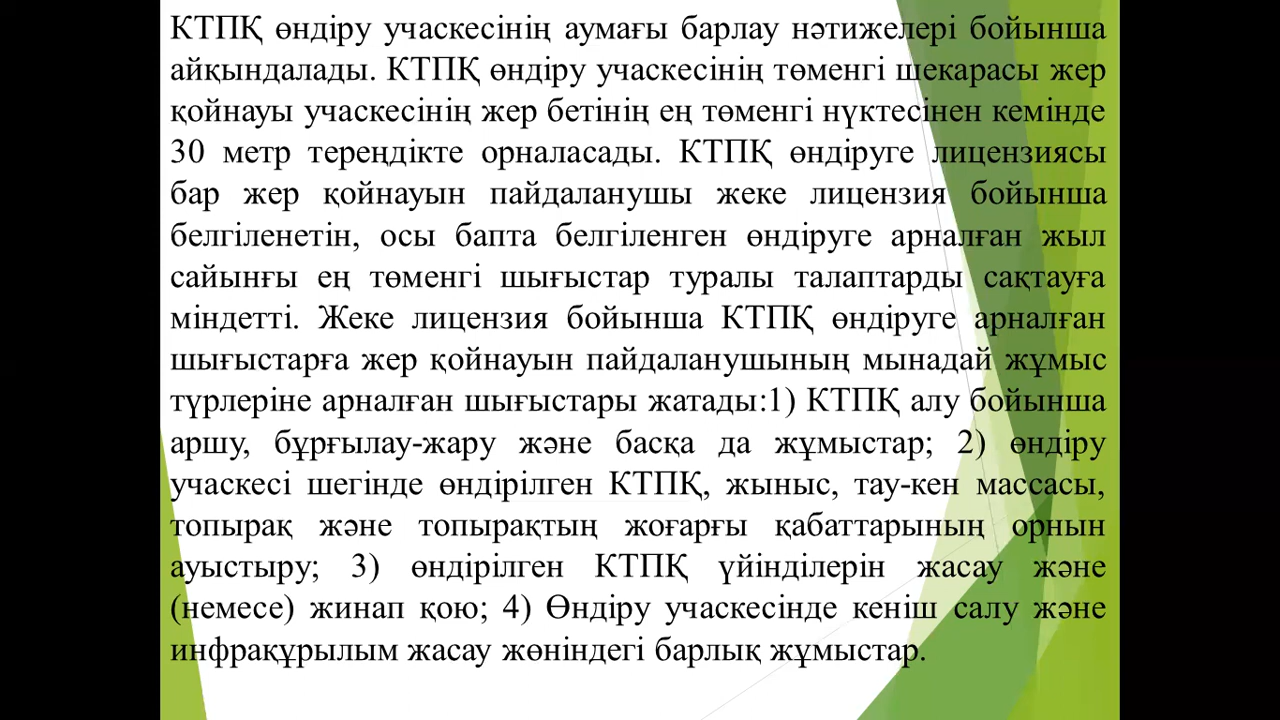 КТПҚ өндіру учаскесінің аумағы барлау нәтижелері бойынша
айқындалады. КТПҚ өндіру учаскесінің төменгі шекарасы жер
қойнауы учаскесінің жер бетінің ең төменгі нүктесінен кемінде
30 метр тереңдікте орналасады. КТПҚ өндіруге лицензиясы
бар жер қойнауын пайдаланушы жеке лицензия бойынша
белгіленетін, осы бапта белгіленген өндіруге арналған жыл
сайынғы ең төменгі шығыстар туралы талаптарды сақтауға
міндетті. Жеке лицензия бойынша КТПҚ өндіруге арналған
шығыстарға жер қойнауын пайдаланушының мынадай жұмыс
түрлеріне арналған шығыстары жатады:1) КТПҚ алу бойынша
аршу, бұрғылау-жару және басқа да жұмыстар; 2) өндіру
учаскесі шегінде өндірілген КТПҚ, жыныс, тау-кен массасы,
топырақ және топырақтың жоғарғы қабаттарының орнын
ауыстыру; 3) өндірілген КТПҚ үйінділерін жасау және
(немесе) жинап қою; 4) Өндіру учаскесінде кеніш салу және
инфрақұрылым жасау жөніндегі барлық жұмыстар.